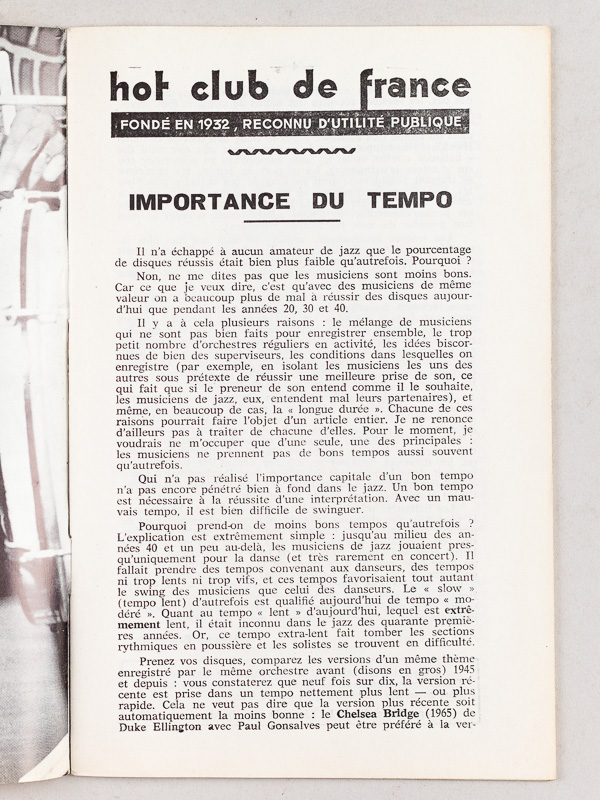 hot club de france
FONDÉ EN 1932, RECONNU D'UTILITÉ PUBLIQUE
IMPORTANCE DU TEMPO
Il n'a échappé à aucun amateur de jazz que le pourcentage
de disques réussis était bien plus faible qu'autrefois. Pourquoi ?
Non, ne me dites pas que les musiciens sont moins bons.
Car ce que je veux dire, c'est qu'avec des musiciens de même
valeur on a beaucoup plus de mal à réussir des disques aujour-
d'hui que pendant les années 20, 30 et 40.
Il y a à cela plusieurs raisons : le mélange de musiciens
qui ne sont pas bien faits pour enregistrer ensemble, le trop
petit nombre d'orchestres réguliers en activité, les idées biscor-
nues de bien des superviseurs, les conditions dans lesquelles on
enregistre (par exemple, en isolant les musiciens les uns des
autres sous prétexte de réussir une meilleure prise de son, ce
qui fait que si le preneur de son entend comme il le souhaite,
les musiciens de jazz, eux, entendent mal leurs partenaires), et
même, en beaucoup de cas, la « longue durée ». Chacune de ces
raisons pourrait faire l'objet d'un article entier. Je ne renonce
d'ailleurs pas à traiter de chacune d'elles. Pour le moment, je
voudrais ne m'occuper que d'une seule, une des principales :
les musiciens ne prennent pas de bons tempos aussi souvent
qu'autrefois.
Qui n'a pas réalisé l'importance capitale d'un bon tempo
n'a pas encore pénétré bien à fond dans le jazz. Un bon tempo
est nécessaire à la réussite d'une interprétation. Avec un mau-
vais tempo, il est bien difficile de swinguer.
Pourquoi prend-on de moins bons tempos qu'autrefois ?
L'explication est extrêmement simple : jusqu'au milieu des an-
nées 40 et un peu au-delà, les musiciens de jazz jouaient pres-
qu'uniquement pour la danse (et très rarement en concert). Il
fallait prendre des tempos convenant aux danseurs, des tempos
ni trop lents ni trop vifs, et ces tempos favorisaient tout autant
le swing des musiciens que celui des danseurs. Le « slow »
(tempo lent) d'autrefois est qualifié aujourd'hui de tempo « mo-
déré ». Quant au tempo « lent » d'aujourd'hui, lequel est extrê-
mement lent, il était inconnu dans le jazz des quarante premiè-
res années. Or, ce tempo extra-lent fait tomber les sections
rythmiques en poussière et les solistes se trouvent en difficulté.
Prenez vos disques, comparez les versions d'un même thème
enregistré par le même orchestre avant (disons en gros) 1945
et depuis : vous constaterez que neuf fois sur dix, la version ré-
cente est prise dans un tempo nettement plus lent — ou plus
rapide. Cela ne veut pas dire que la version plus récente soit
automatiquement la moins bonne : le Chelsea Bridge (1965) de
Duke Ellington avec Paul Gonsalves peut être préféré à la ver-